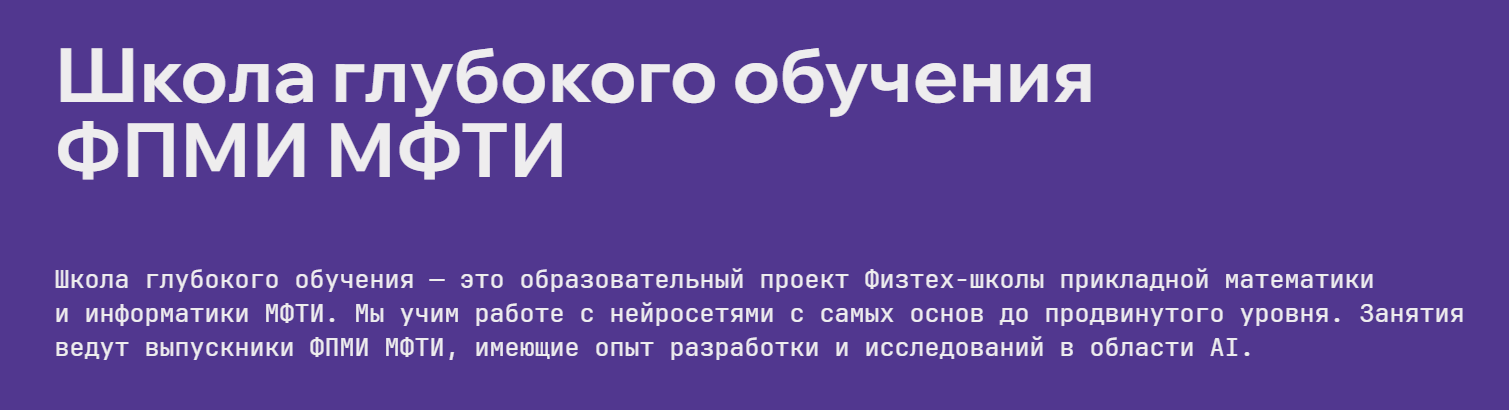 Школа глубокого обучения
ФПМИ МФТИ
Школа глубокого обучения — это образовательный проект Физтех-школы прикладной математики
и информатики МФТИ. Мы учим работе с нейросетями с самых основ до продвинутого уровня. Занятия
ведут выпускники ФПМИ МФТИ, имеющие опыт разработки и исследований в области AI.